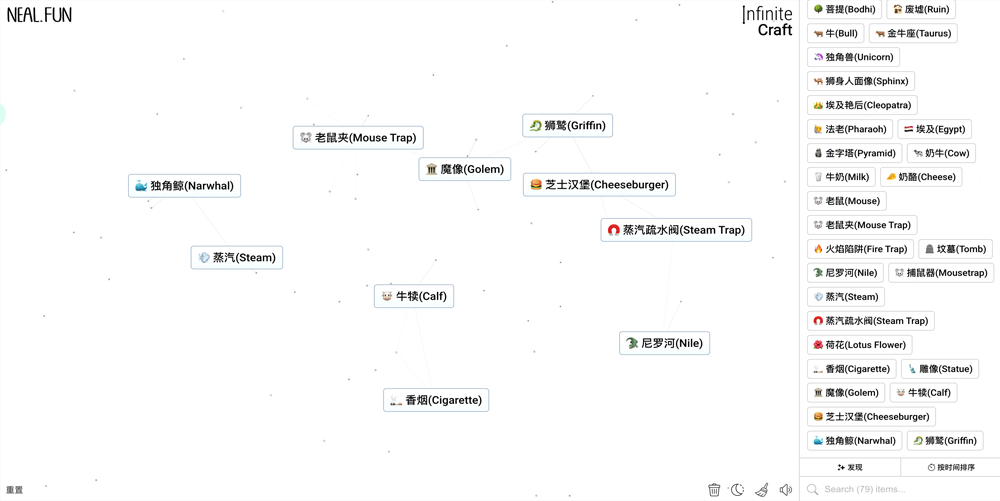 NEAL.FUN
Infinite
Craft
老鼠夹(Mouse Trap)
狮鹫(Griffin)
魔像(Golem)
独角鲸(Narwhal)
芝士汉堡(Cheeseburger)
蒸汽疏水阀(Steam Trap)
蒸汽(Steam)
牛犊(Calf)
尼罗河(Nile)
香烟(Cigarette)
重置
菩提(Bodhi) 废墟(Ruin)
牛(Bull) 金牛座(Taurus)
独角兽(Unicorn)
狮身人面像(Sphinx)
埃及艳后(Cleopatra)
法老(Pharaoh) 埃及(Egypt)
金字塔(Pyramid) 奶牛(Cow)
牛奶(Milk) 奶酪(Cheese)
老鼠(Mouse)
老鼠夹(Mouse Trap)
火焰陷阱(Fire Trap) 坟墓(Tomb)
尼罗河(Nile) 捕鼠器(Mousetrap)
蒸汽(Steam)
蒸汽疏水阀(Steam Trap)
荷花(Lotus Flower)
香烟(Cigarette) 雕像(Statue)
魔像(Golem) 牛犊(Calf)
芝士汉堡(Cheeseburger)
独角鲸(Narwhal) 狮鹫(Griffin)
发现 按时间排序
Search (79) items...